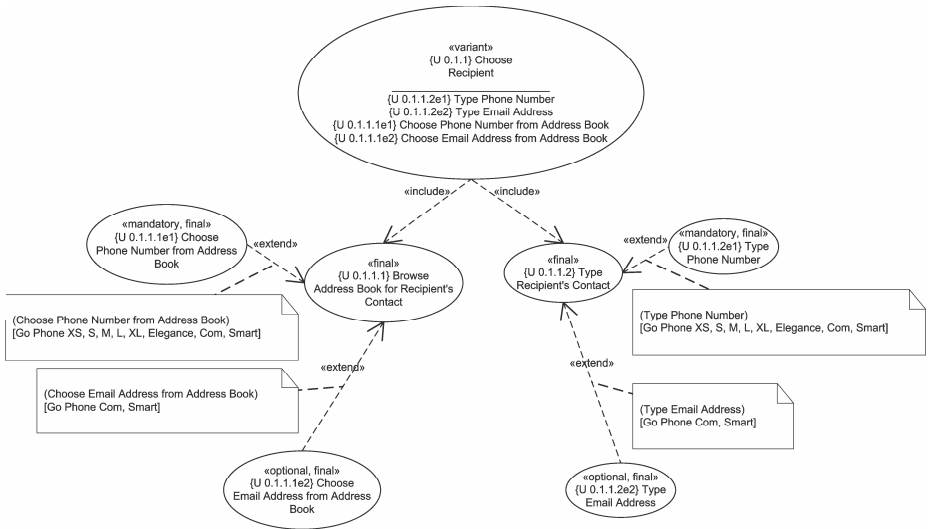 «variant»
{U 0.1.1} Choose
Recipient
{U 0.1.1.2e1} Type Phone Number
{U 0.1.1.2e2} Type Email Address
{U 0.1.1.1e1} Choose Phone Number from Address Book
{U 0.1.1.1e2} Choose Email Address from Address Book
«include»
«include»
«mandatory, final»
{U 0.1.1.1e1} Choose
Phone Number from Address
Book
«extend»
«final»
{U 0.1.1.1} Browse
Address Book for Recipient's
Contact
«final»
{U 0.1.1.2} Type
Recipient's Contact
«extend»
«mandatory, final»
{U 0.1.1.2e1} Type
Phone Number
(Choose Phone Number from Address Book)
[Go Phone XS, S, M, L, XL, Elegance, Com, Smart]
(Type Phone Number)
[Go Phone XS, S, M, L, XL, Elegance, Com, Smart]
«extend»
«extend»
(Choose Email Address from Address Book)
[Go Phone Com, Smart]
(Type Email Address)
[Go Phone Com, Smart]
«optional, final»
{U 0.1.1.1e2} Choose
Email Address from Address
Book
«optional, final»
{U 0.1.1.2e2} Type
Email Address